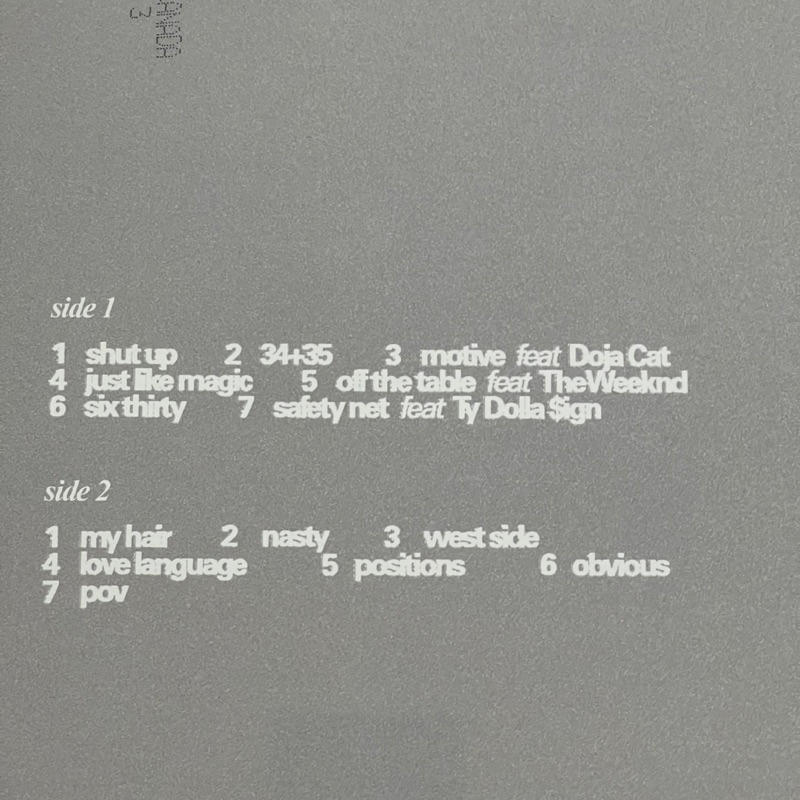 CANADA
3
side 1
1 shut up 2 34+35 3 motive feat Doja Cat
4 just like magic 5 off the table feat The Weeknd
6 six thirty 7 safety net feat Ty Dolla $ign
side 2
1 my hair 2 nasty 3 west side
4 love language 5 positions 6 obvious
7 pov